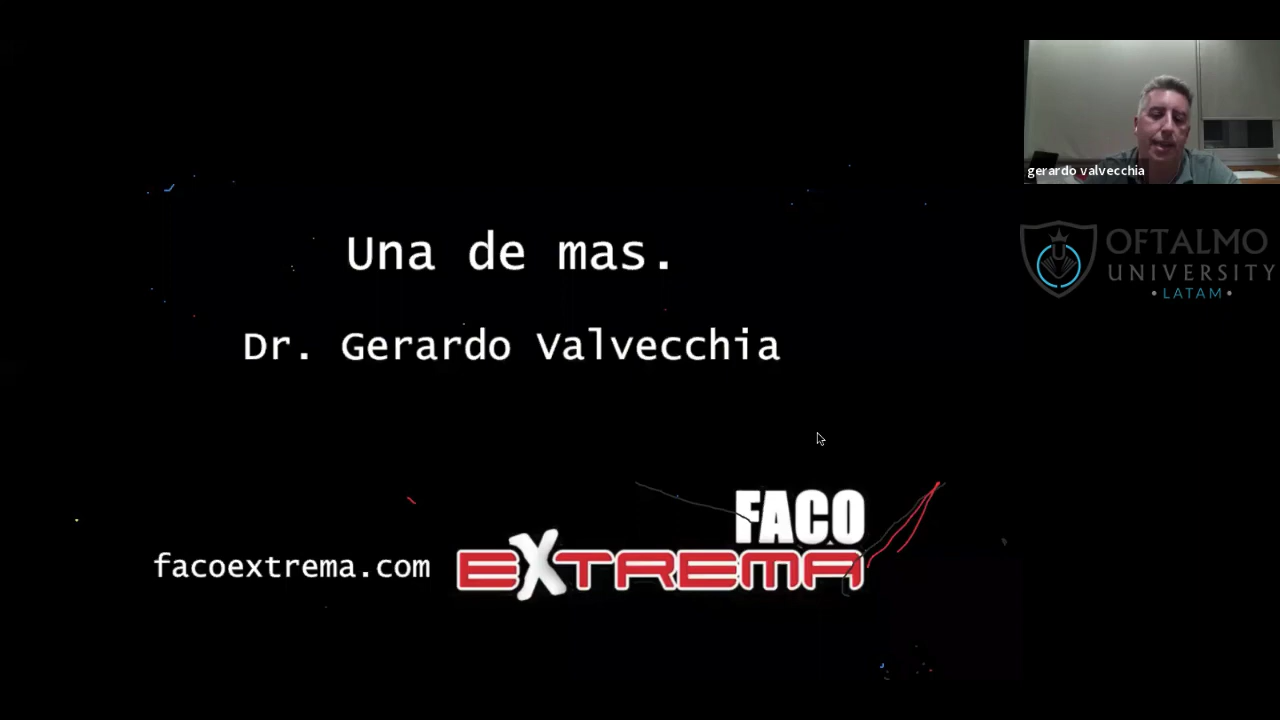 gerardo valvecchia
OFTALMO
UNIVERSITY
• LATAM •
Una de mas.
Dr. Gerardo Valvecchia
FACO
facoextrema.com
EXTREMA